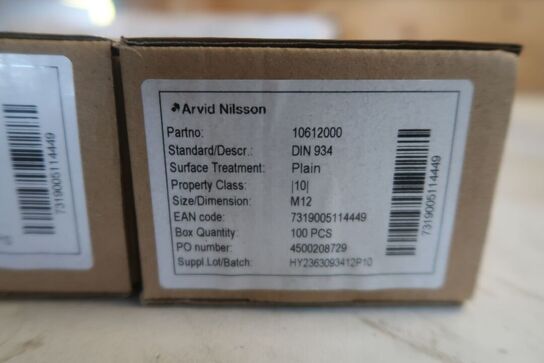 7319005114449
Arvid Nilsson
Partno: 10612000
Standard/Descr.: DIN 934
Surface Treatment: Plain
Property Class: |10|
Size/Dimension: M12
EAN code: 7319005114449
Box Quantity: 100 PCS
PO number: 4500208729
Suppl.Lot/Batch: HY2363093412P10
7319005114449